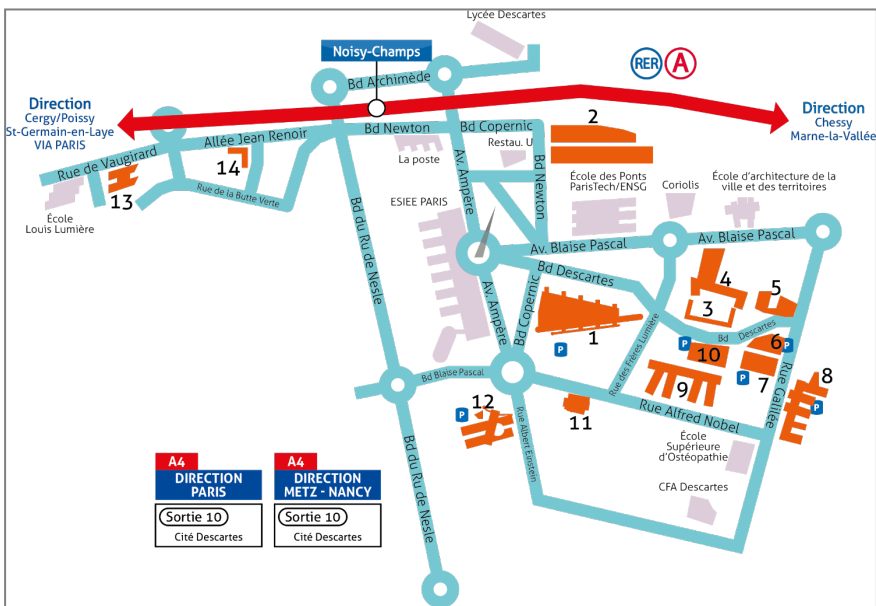 Lycée Descartes
Noisy-Champs
Bd Archimède
RER A
Direction
Cergy/Poissy
St-Germain-en-Laye
VIA PARIS
Direction
Chessy
Marne-la-Vallée
Rue de Vaugirard
Allée Jean Renoir
Bd Newton
Bd Copernic
2
La poste
Restau. U
Bd Newton
Av. Ampère
14
13
Rue de la Butte Verte
École
Louis Lumière
ESIEE PARIS
École des Ponts
ParisTech/ENSG
Coriolis
École d'architecture de la
ville et des territoires
Bd du Ru de Nesle
Av. Blaise Pascal
Av. Blaise Pascal
Bd Descartes
Av. Ampère
Bd Copernic
4
5
3
1
P
Rue des Frères Lumière
Bd Descartes
P
10
6
P
7
P
9
8
P
Rue Galilée
Bd Blaise Pascal
12
P
11
Rue Alfred Nobel
Rue Albert Einstein
École
Supérieure
d'Ostéopathie
CFA Descartes
Bd du Ru de Nesle
A4
DIRECTION
PARIS
Sortie 10
Cité Descartes
A4
DIRECTION
METZ - NANCY
Sortie 10
Cité Descartes